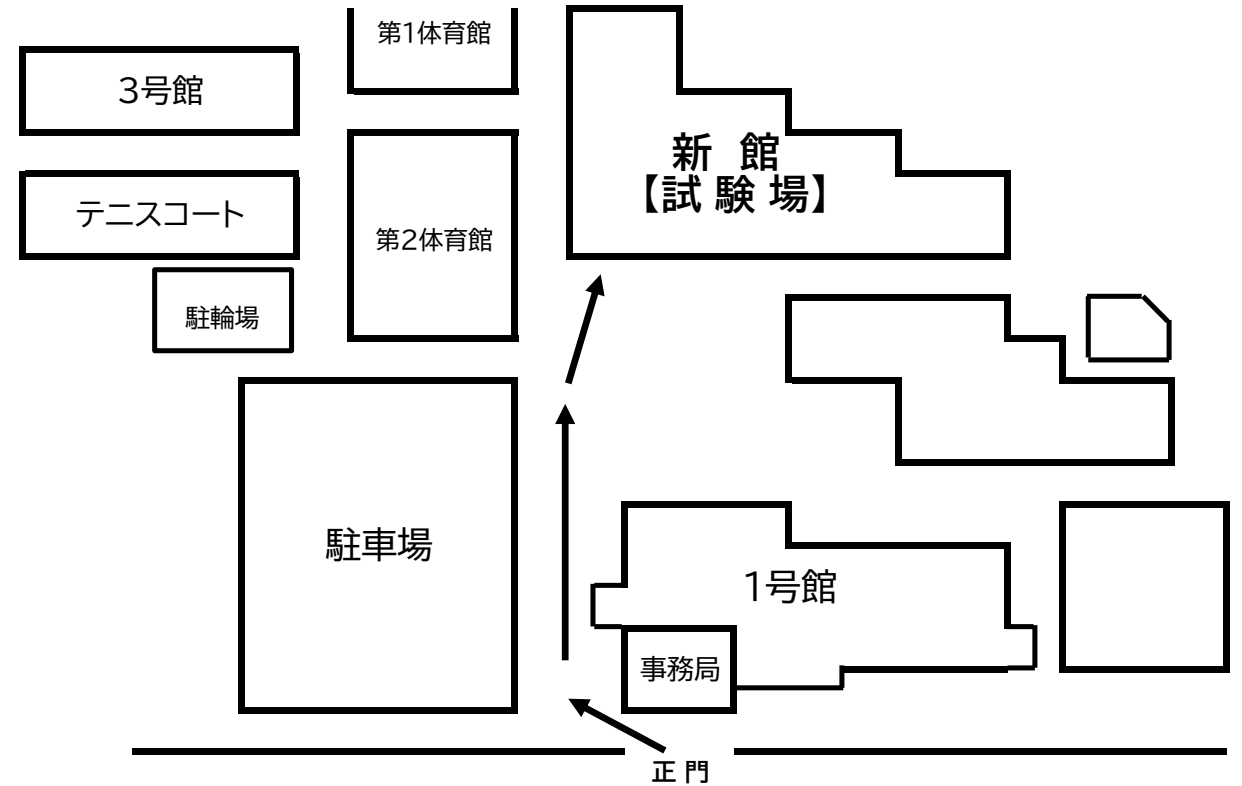 第1体育館
3号館
新 館
【試 験 場】
テニスコート
第2体育館
駐輪場
駐車場
1号館
事務局
正 門